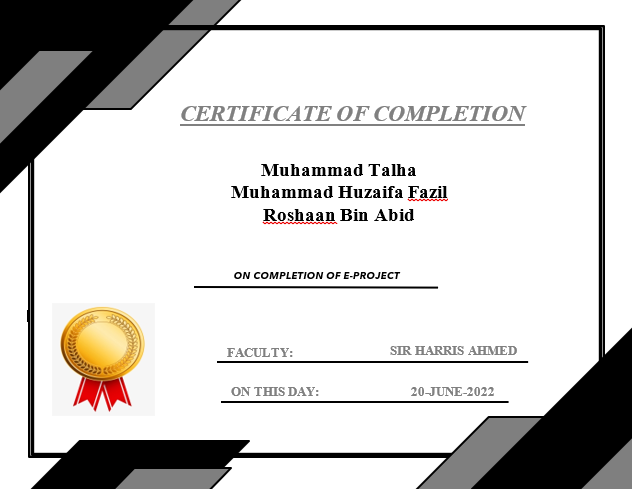 CERTIFICATE OF COMPLETION
Muhammad Talha
Muhammad Huzaifa Fazil
Roshaan Bin Abid
ON COMPLETION OF E-PROJECT
FACULTY: SIR HARRIS AHMED
ON THIS DAY: 20-JUNE-2022